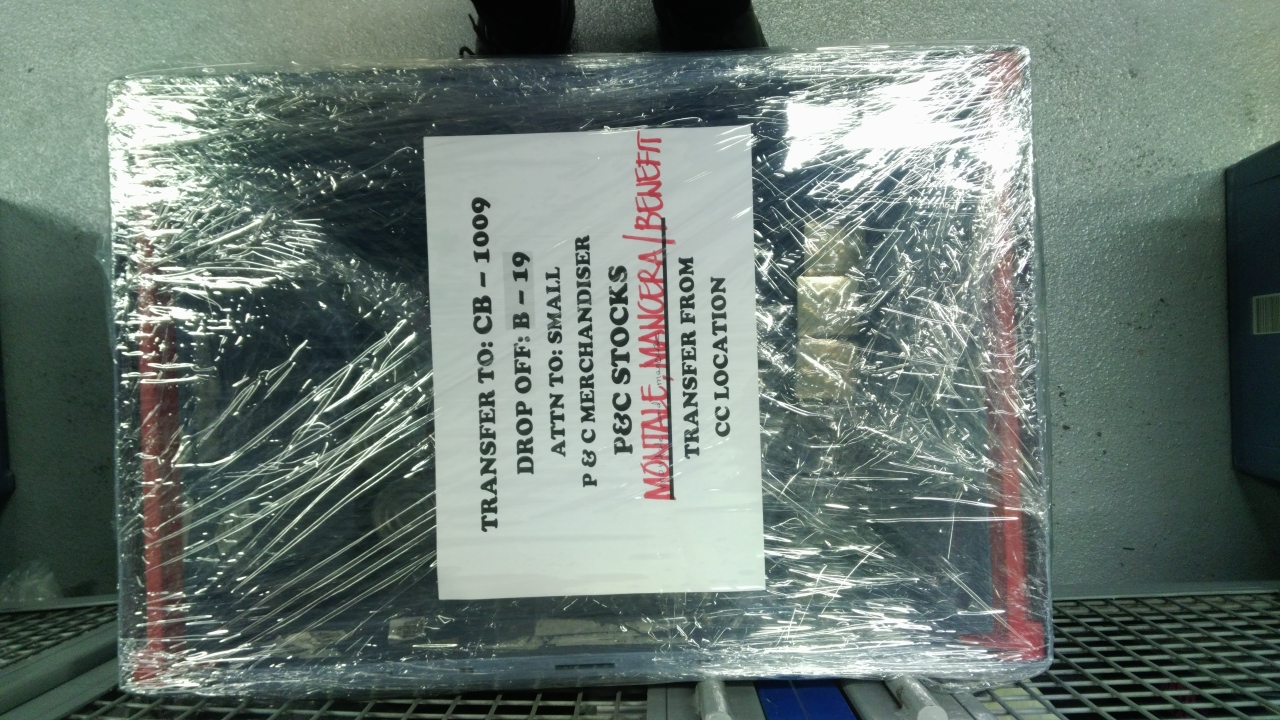 TRANSFER TO: CB – 1009
DROP OFF: B – 19
ATTN TO: SMALL
P & C MERCHANDISER
P&C STOCKS
MONTALE, MANCERA / BENEFIT
TRANSFER FROM
CC LOCATION